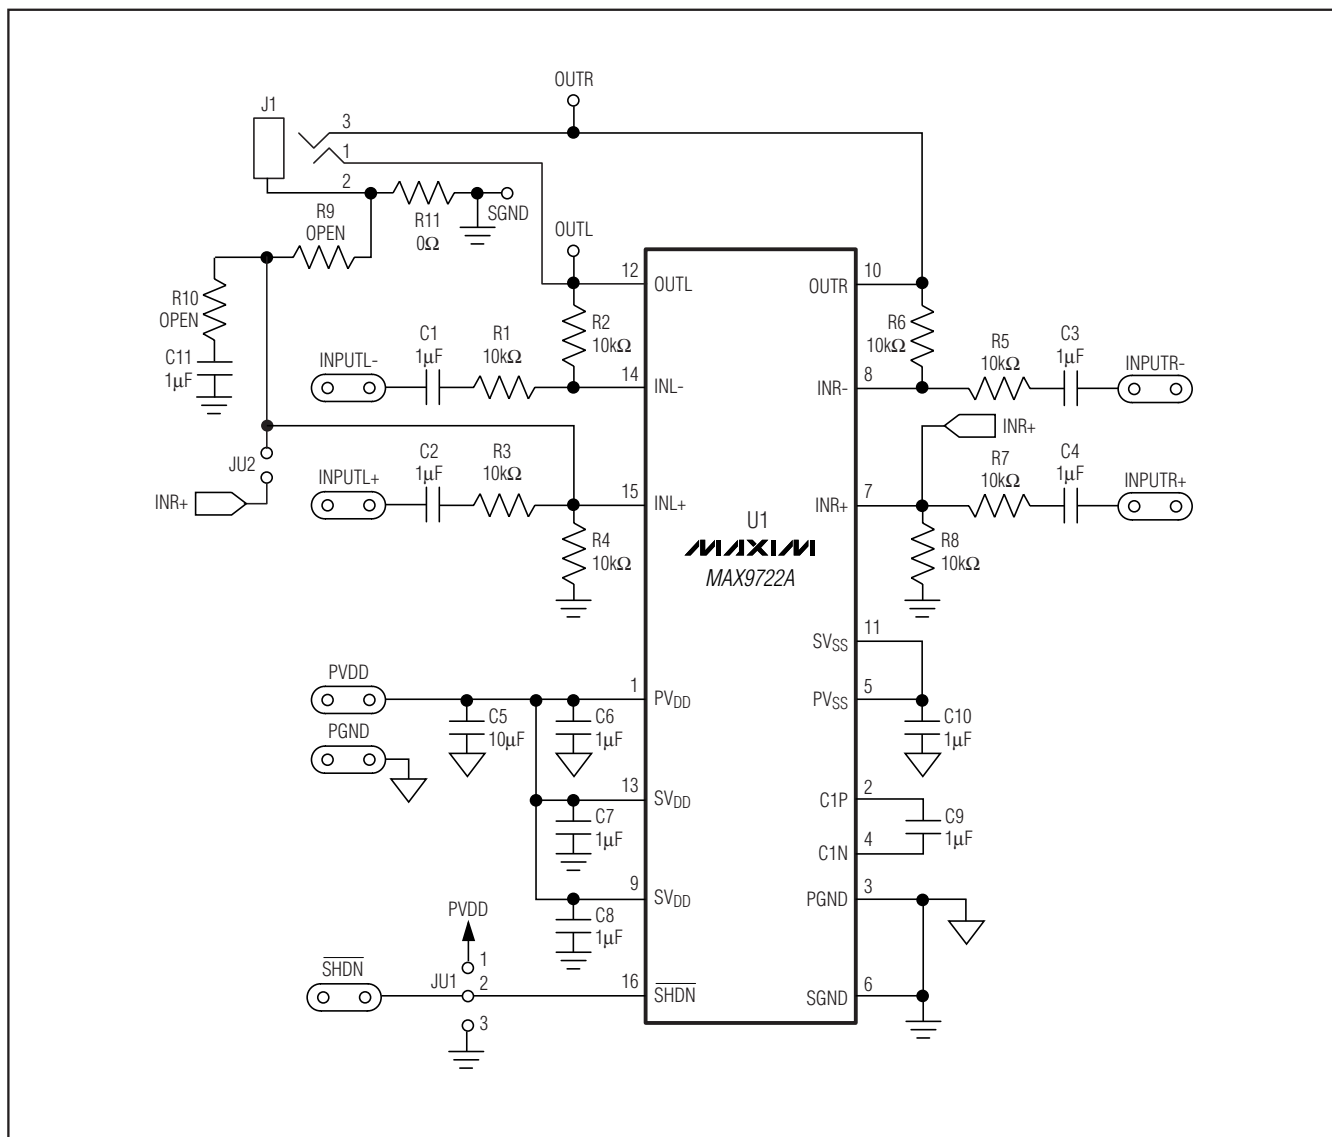 OUTR
J1
3
1
2
R9
OPEN
R11
0Ω
SGND
OUTL
12
OUTL
10
OUTR
R10
OPEN
C11
1µF
INPUTL-
C1
1µF
R1
10kΩ
R2
10kΩ
14
INL-
R6
10kΩ
8
INR-
R5
10kΩ
C3
1µF
INPUTR-
INR+
JU2
INR+
INPUTL+
C2
1µF
R3
10kΩ
15
INL+
R4
10kΩ
7
INR+
R7
10kΩ
C4
1µF
INPUTR+
R8
10kΩ
U1
MAXIM
MAX9722A
11
SVSS
PVDD
1
PVDD
5
PVSS
C5
10µF
C6
1µF
C10
1µF
PGND
13
SVDD
C7
1µF
2
C1P
C9
1µF
4
C1N
9
SVDD
C8
1µF
3
PGND
PVDD
1
SHDN
JU1
2
16
SHDN
6
SGND
3